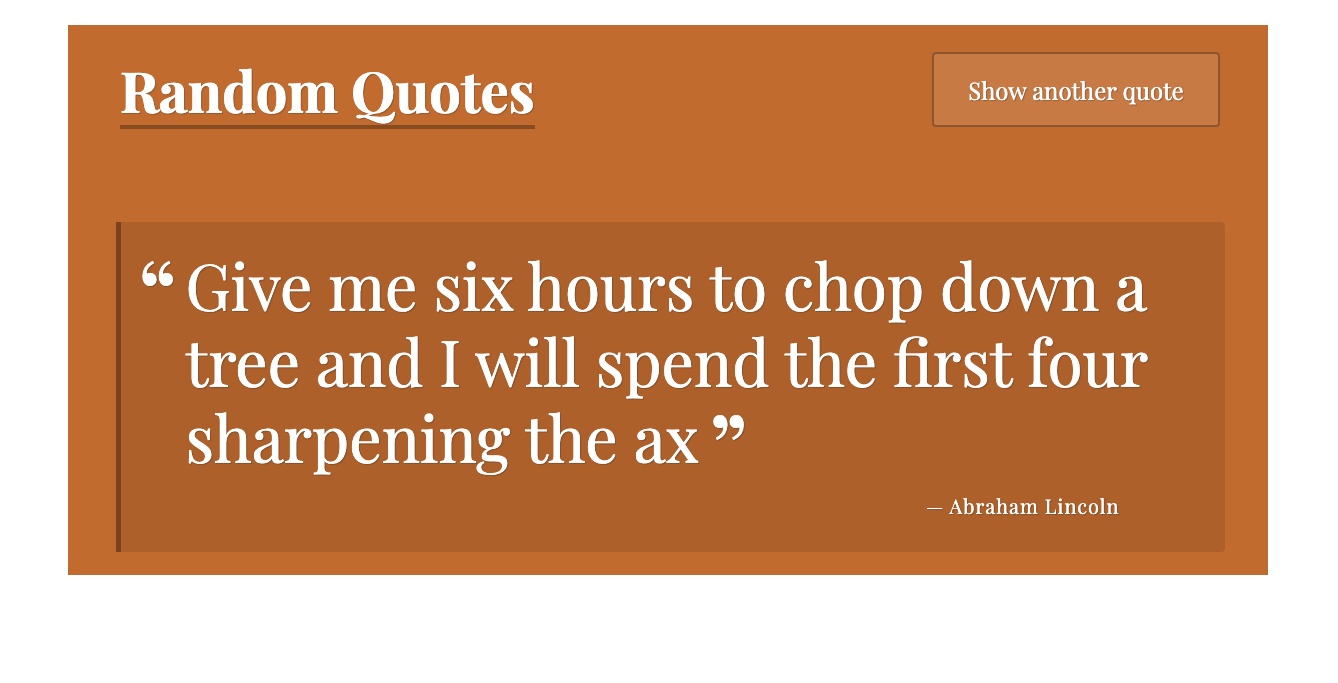 Random Quotes
Show another quote
“ Give me six hours to chop down a
tree and I will spend the first four
sharpening the ax ”
— Abraham Lincoln